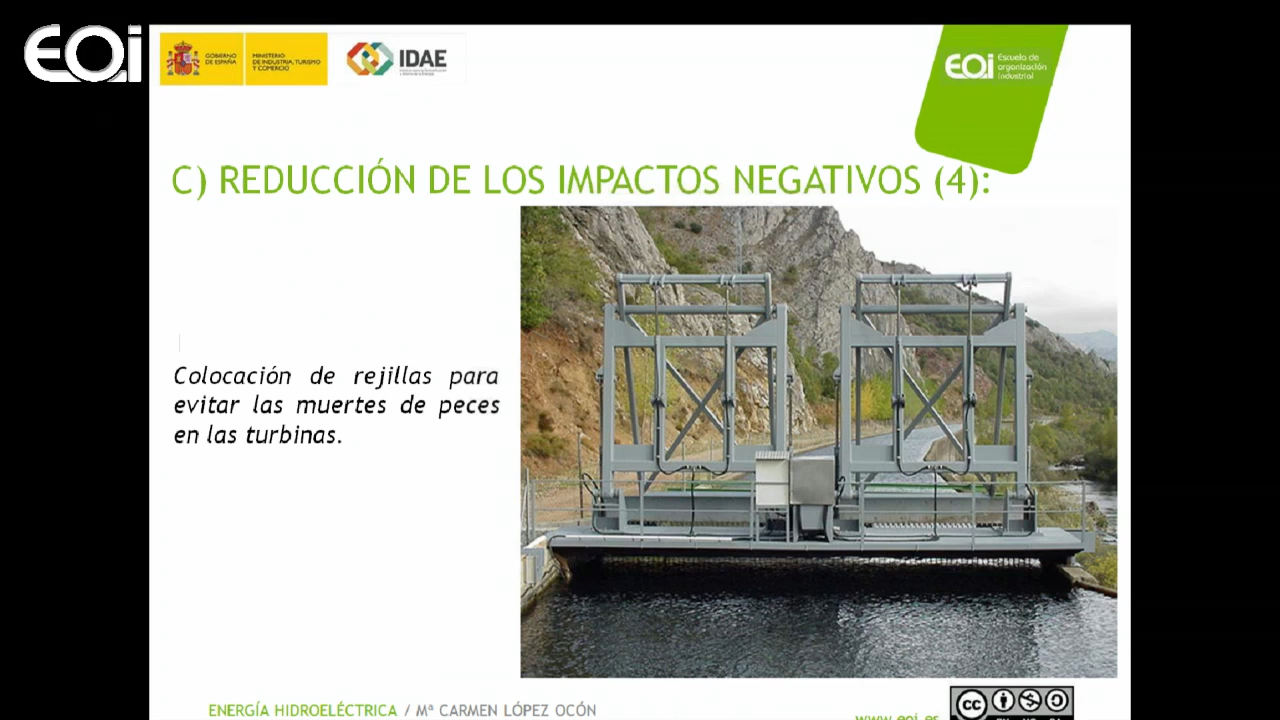 EOi
GOBIERNO
DE ESPAÑA
MINISTERIO
DE INDUSTRIA, TURISMO
Y COMERCIO
IDAE
EOi
Escuela de
organización
industrial
C) REDUCCIÓN DE LOS IMPACTOS NEGATIVOS (4):
Colocación de rejillas para
evitar las muertes de peces
en las turbinas.
ENERGÍA HIDROELÉCTRICA / Mª CARMEN LÓPEZ OCÓN
www.eoi.es
cc